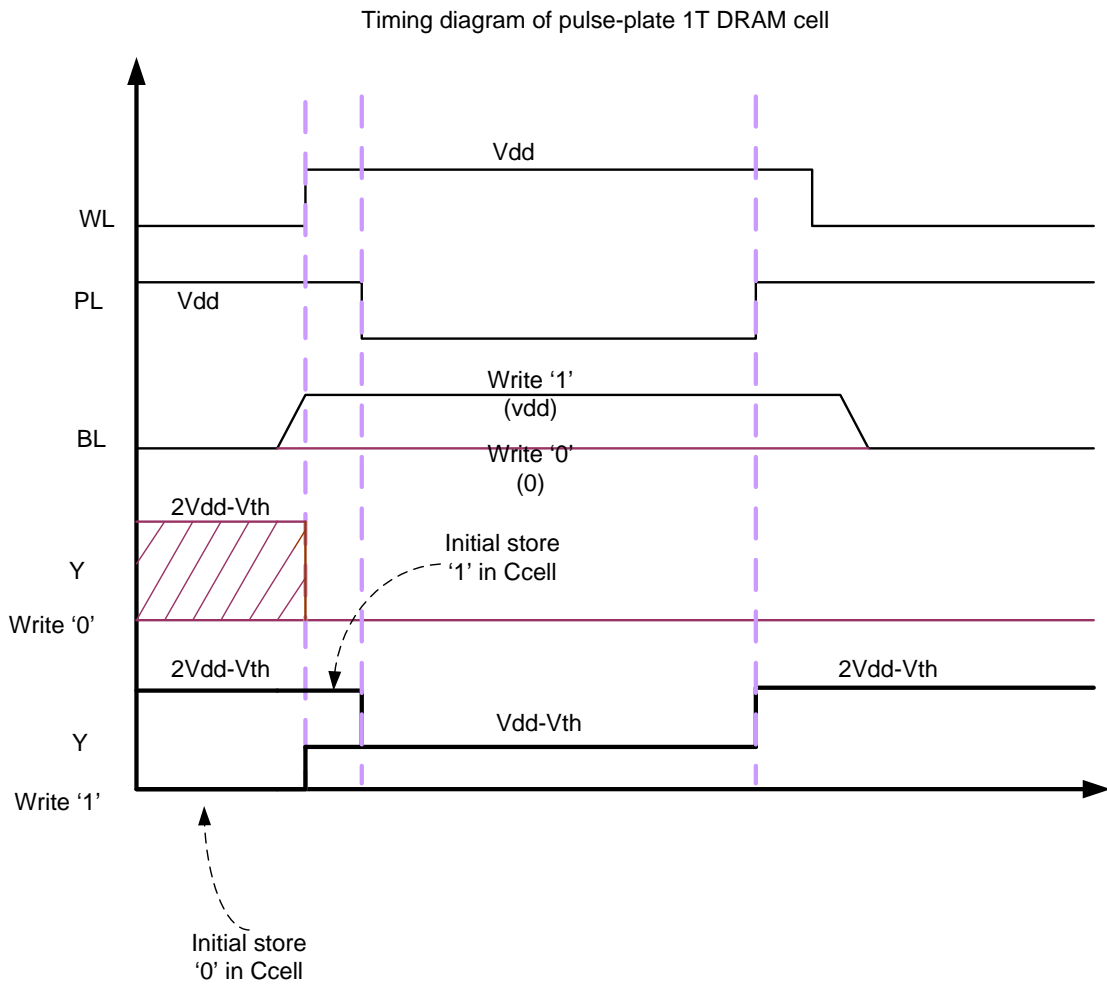 Timing diagram of pulse-plate 1T DRAM cell
Vdd
WL
PL
Vdd
Write ‘1’
(vdd)
BL
Write ‘0’
(0)
2Vdd-Vth
Initial store
‘1’ in Ccell
Y
Write ‘0’
2Vdd-Vth
2Vdd-Vth
Vdd-Vth
Y
Write ‘1’
Initial store
‘0’ in Ccell